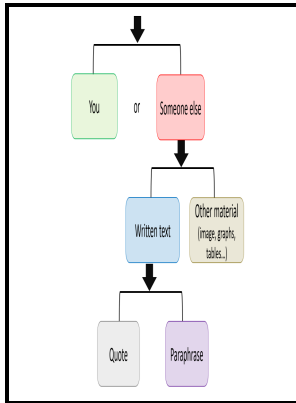 You or Someone else
Written text
Other material
(image, graphs,
tables...)
Quote
Paraphrase